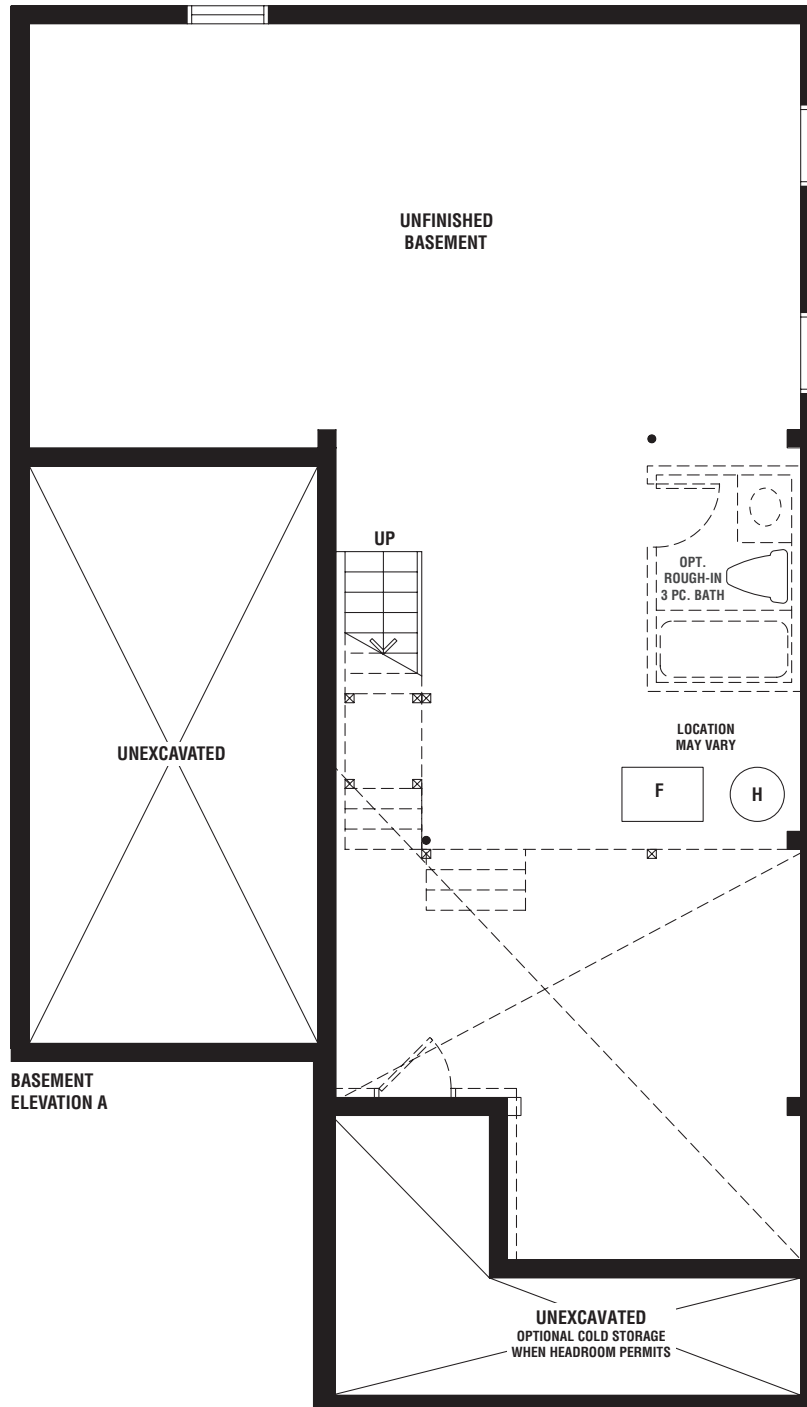 UNFINISHED
BASEMENT
UP
OPT.
ROUGH-IN
3 PC. BATH
LOCATION
MAY VARY
UNEXCAVATED
F
H
BASEMENT
ELEVATION A
UNEXCAVATED
OPTIONAL COLD STORAGE
WHEN HEADROOM PERMITS